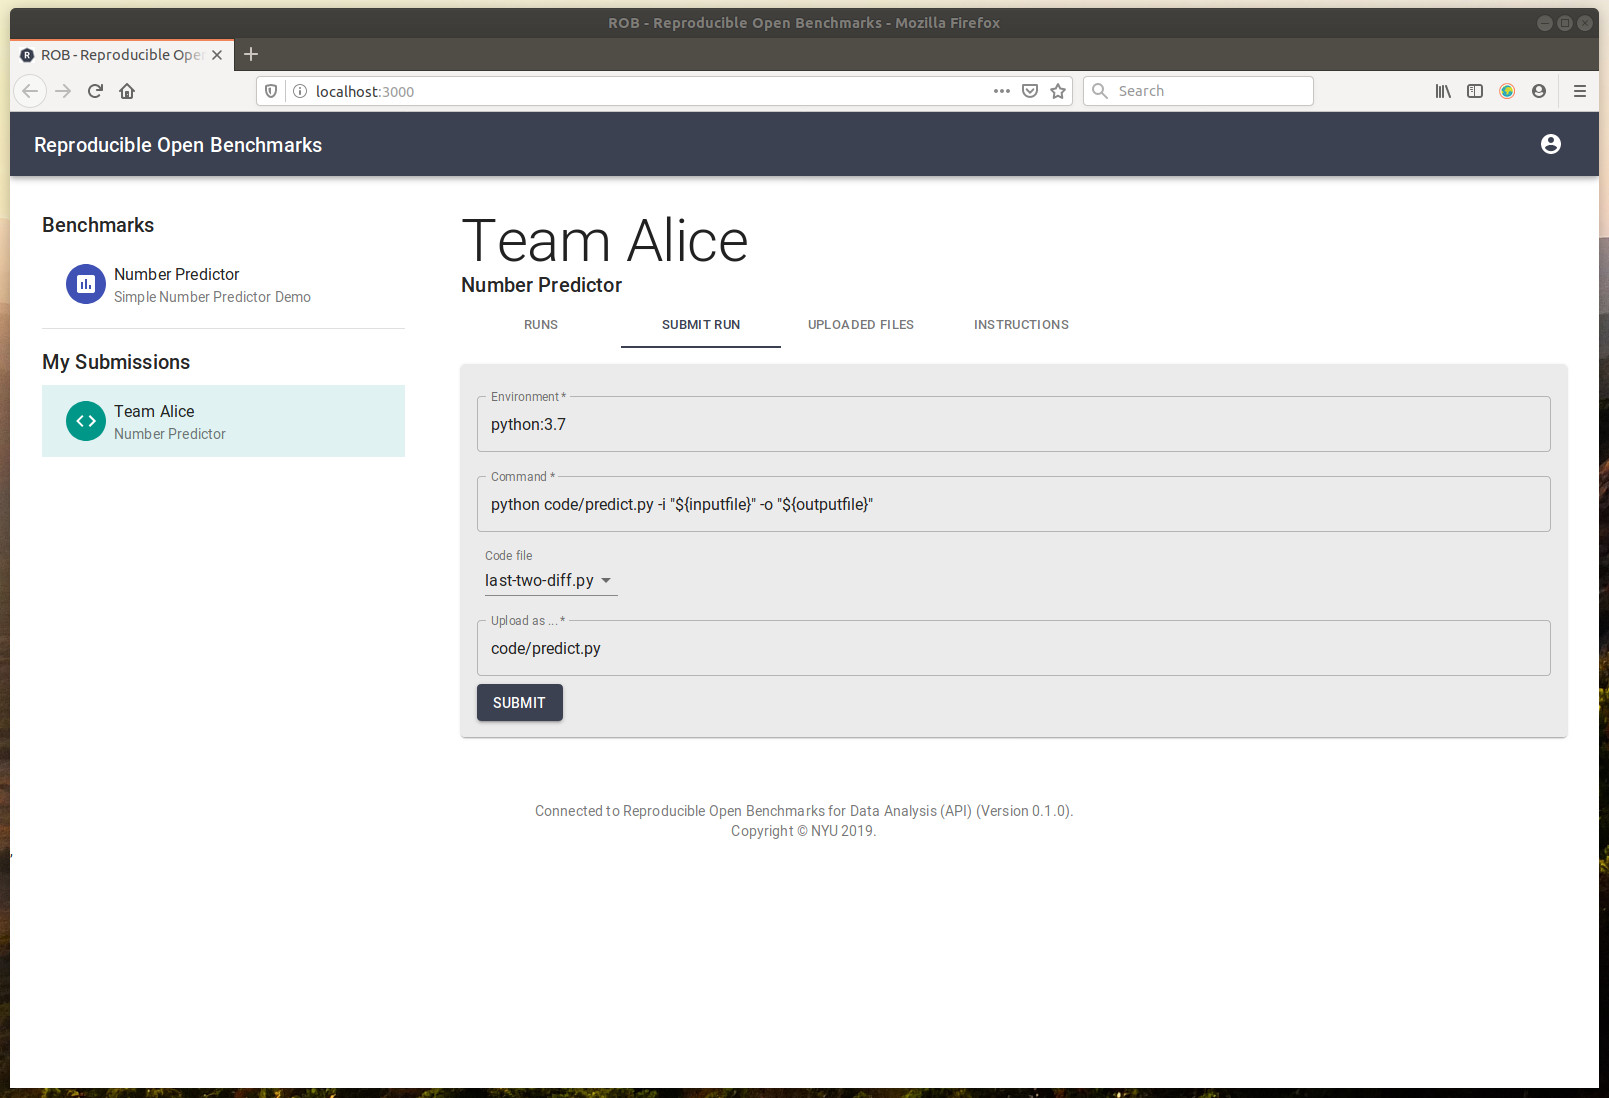 ROB - Reproducible Open Benchmarks - Mozilla Firefox
ROB - Reproducible Ope
localhost:3000
Search
Reproducible Open Benchmarks
Benchmarks
Number Predictor
Simple Number Predictor Demo
My Submissions
Team Alice
Number Predictor
Team Alice
Number Predictor
RUNS SUBMIT RUN UPLOADED FILES INSTRUCTIONS
Environment *
python:3.7
Command *
python code/predict.py -i "${inputfile}" -o "${outputfile}"
Code file
last-two-diff.py
Upload as ... *
code/predict.py
SUBMIT
Connected to Reproducible Open Benchmarks for Data Analysis (API) (Version 0.1.0).
Copyright © NYU 2019.